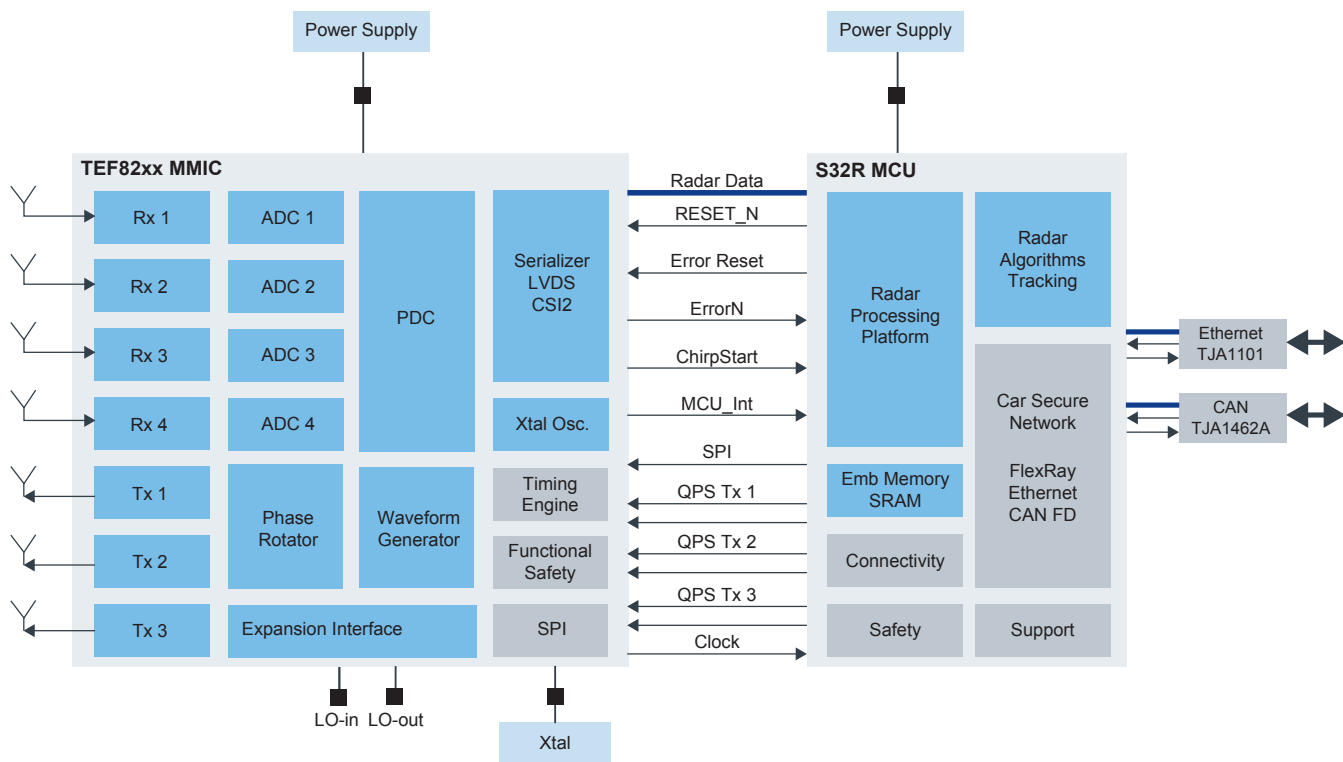 Power Supply
Power Supply
TEF82xx MMIC
S32R MCU
Rx 1
Rx 2
Rx 3
Rx 4
Tx 1
Tx 2
Tx 3
ADC 1
ADC 2
ADC 3
ADC 4
PDC
Phase
Rotator
Waveform
Generator
Expansion Interface
Serializer
LVDS
CSI2
Xtal Osc.
Timing
Engine
Functional
Safety
SPI
LO-in
LO-out
Xtal
Radar Data
RESET_N
Error Reset
ErrorN
ChirpStart
MCU_Int
SPI
QPS Tx 1
QPS Tx 2
QPS Tx 3
Clock
Radar
Processing
Platform
Emb Memory
SRAM
Connectivity
Safety
Radar
Algorithms
Tracking
Car Secure
Network
FlexRay
Ethernet
CAN FD
Support
Ethernet
TJA1101
CAN
TJA1462A